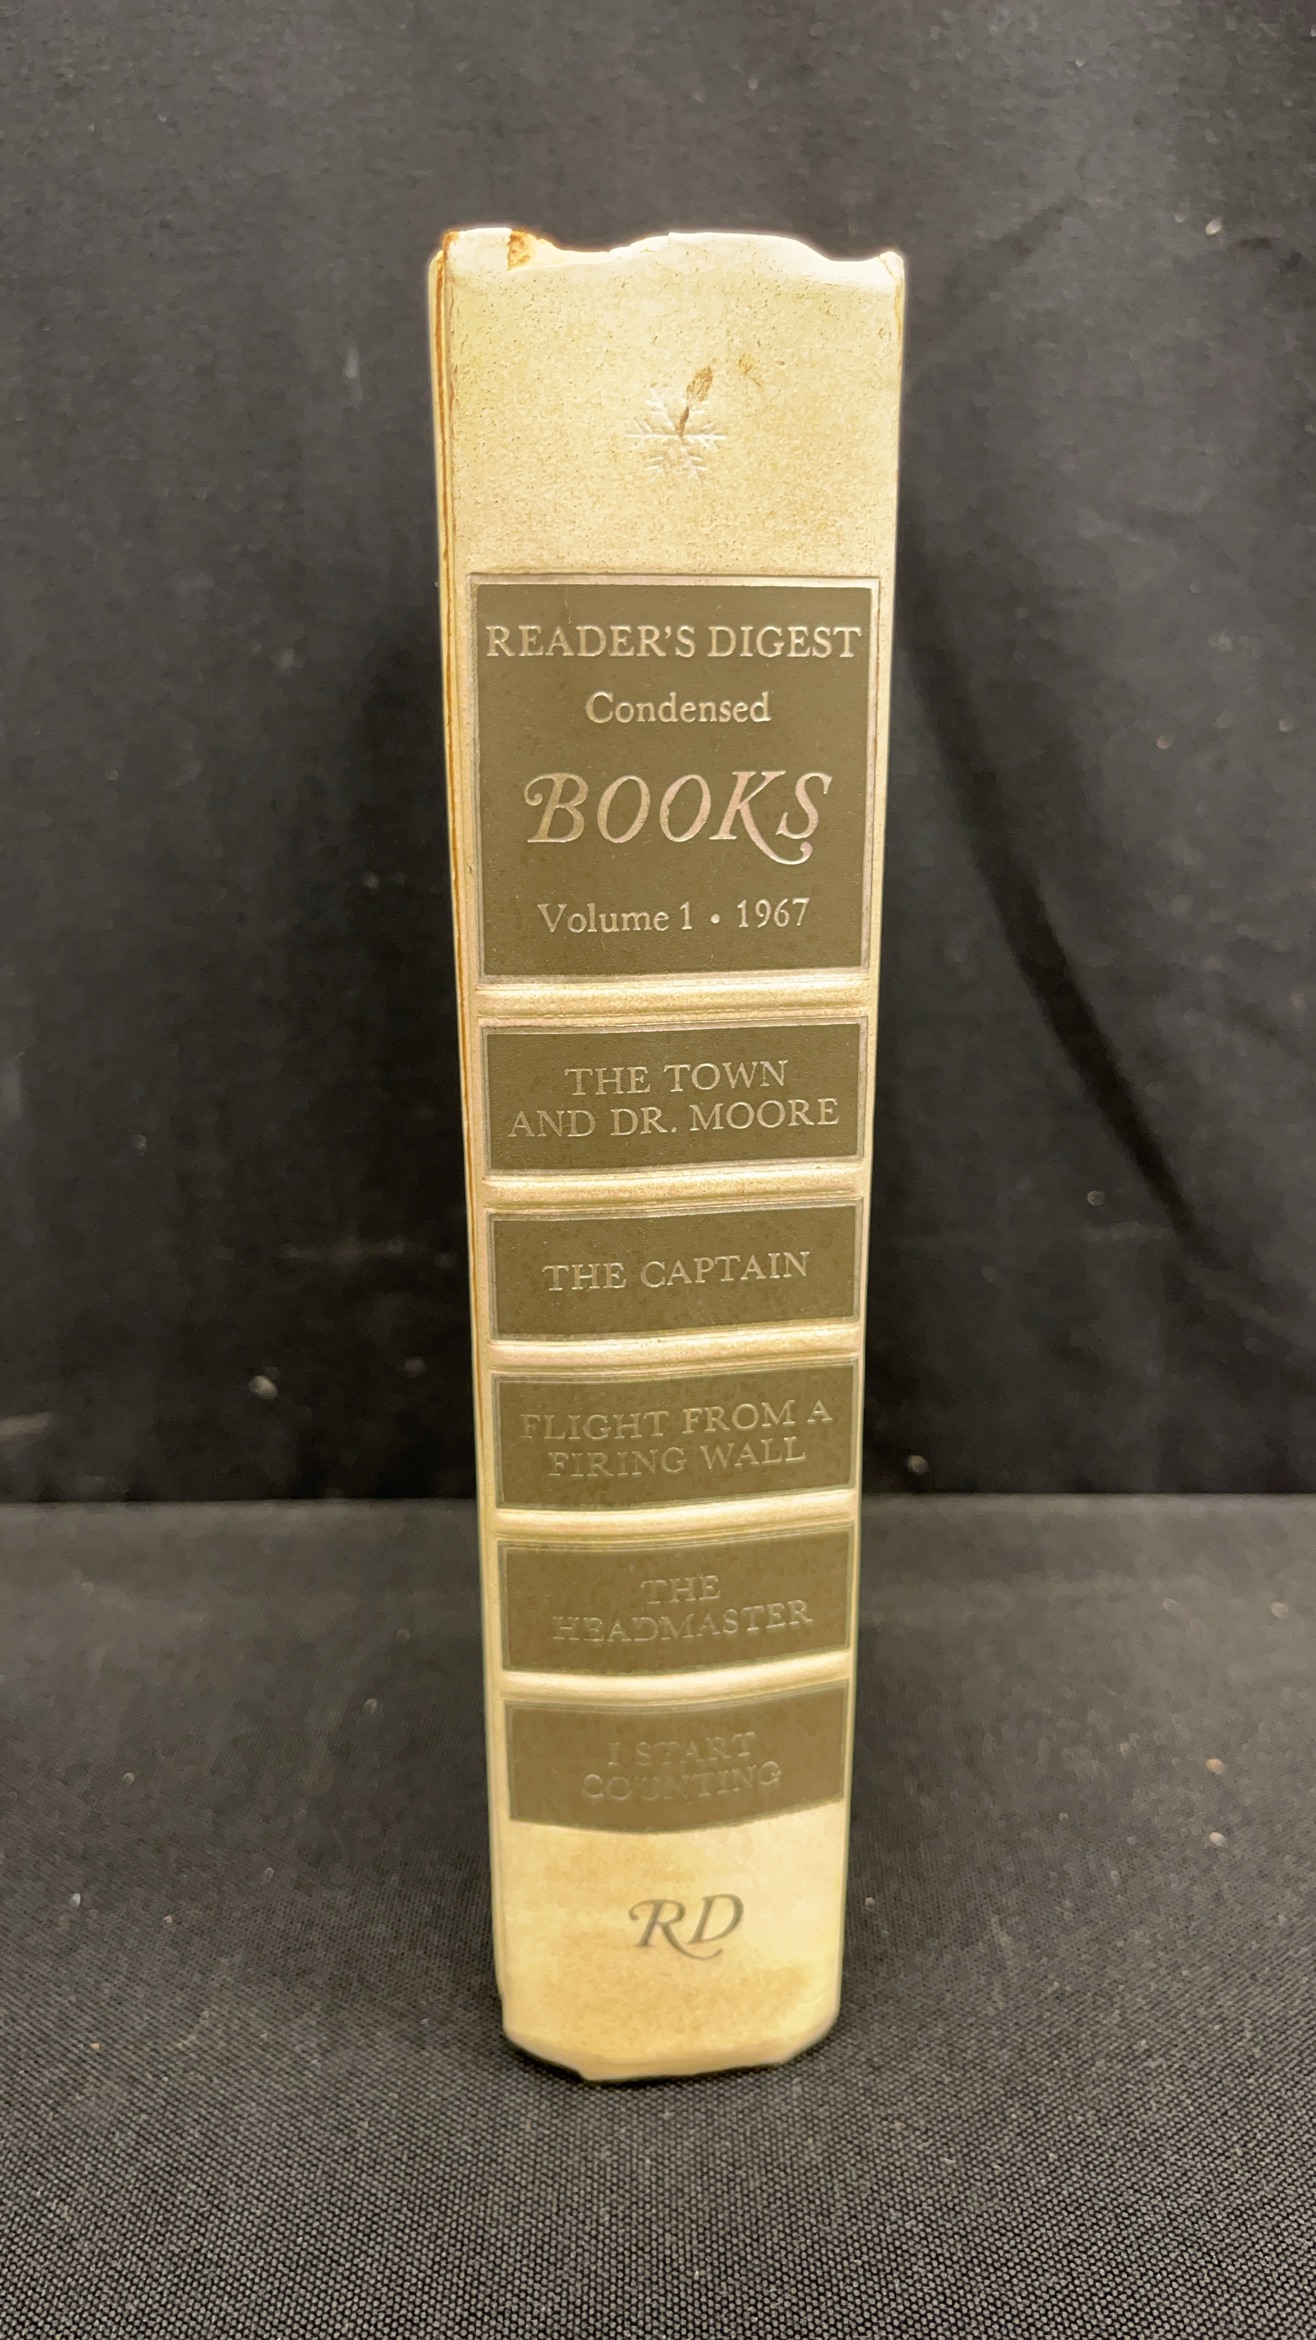 READER'S DIGEST
Condensed
BOOKS
Volume 1 • 1967
THE TOWN
AND DR. MOORE
THE CAPTAIN
FLIGHT FROM A
FIRING WALL
THE
HEADMASTER
I START
COUNTING
RD